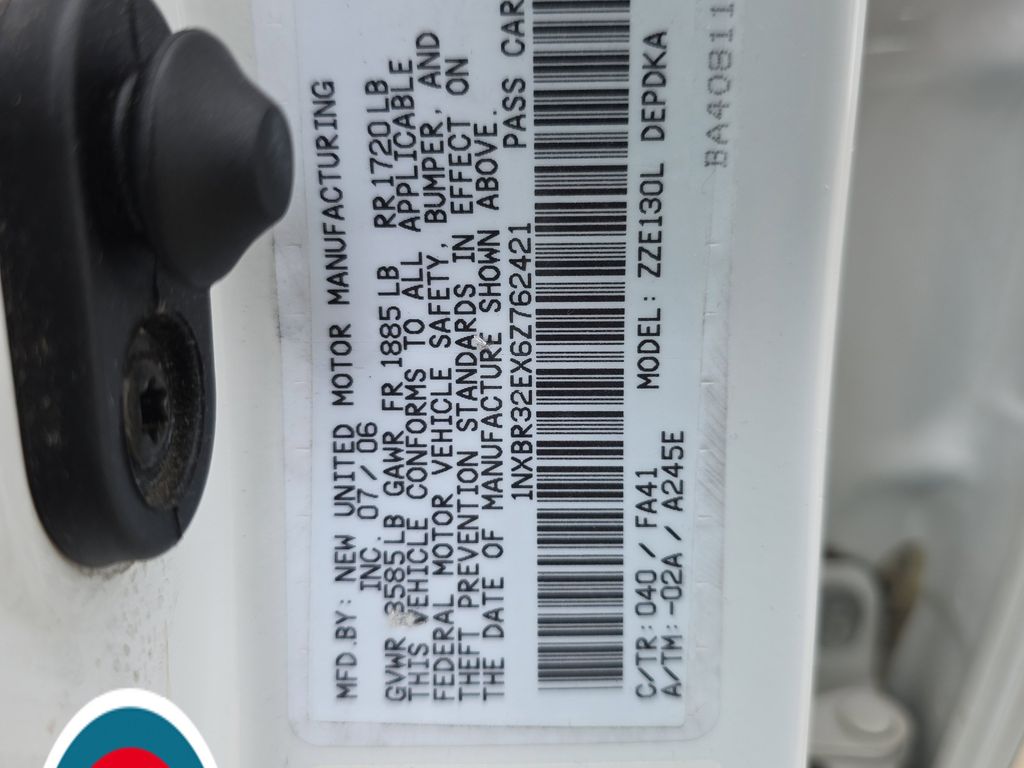 MFD.BY: NEW UNITED MOTOR MANUFACTURING
INC. 07/06
GVWR 3585LB GAWR FR 1885LB RR 1720LB
THIS VEHICLE CONFORMS TO ALL APPLICABLE
FEDERAL MOTOR VEHICLE SAFETY, BUMPER, AND
THEFT PREVENTION STANDARDS IN EFFECT ON
THE DATE OF MANUFACTURE SHOWN ABOVE.
1NXBR32EX6Z762421 PASS CAR
C/TR: 040 / FA41 MODEL: ZZE130L DEPDKA
A/TM: -02A / A245E
BA40811